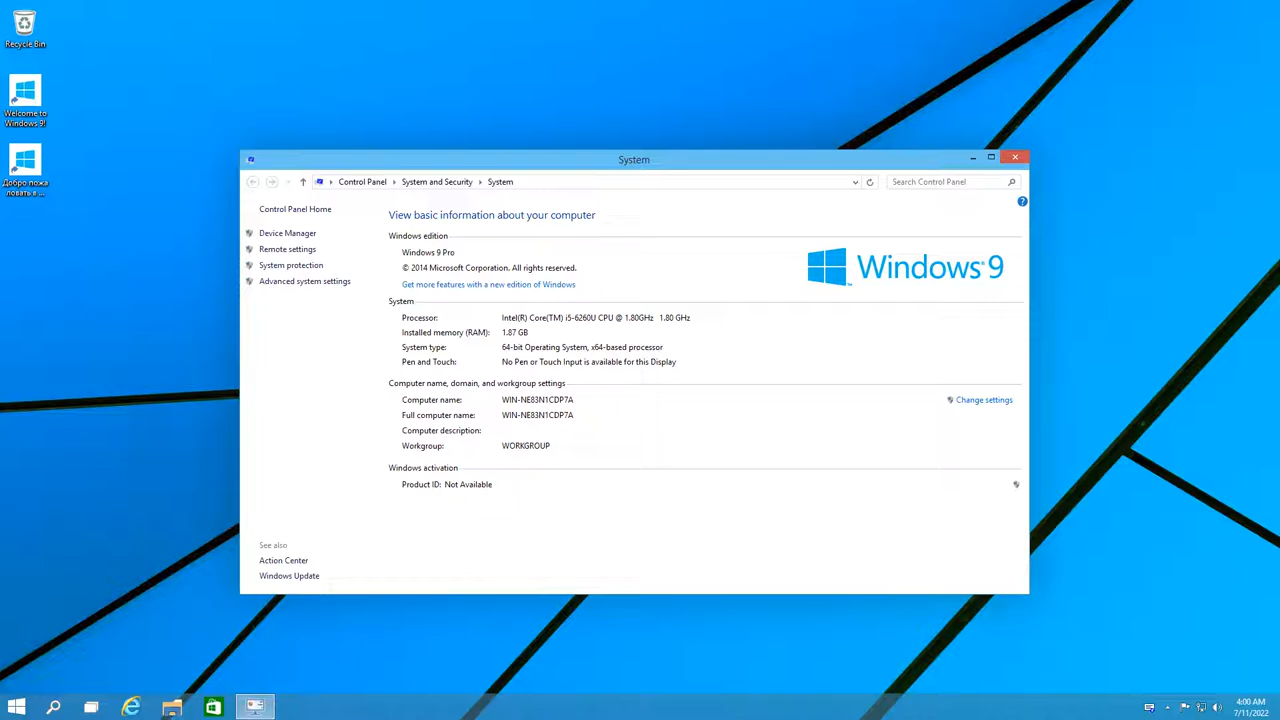 Recycle Bin
Welcome to
Windows 9!
Добро пожа
ловать в ...
System
Control Panel
System and Security
System
Search Control Panel
Control Panel Home
Device Manager
Remote settings
System protection
Advanced system settings
View basic information about your computer
Windows edition
Windows 9 Pro
© 2014 Microsoft Corporation. All rights reserved.
Get more features with a new edition of Windows
Windows® 9
System
Processor: Intel(R) Core(TM) i5-6260U CPU @ 1.80GHz 1.80 GHz
Installed memory (RAM): 1.87 GB
System type: 64-bit Operating System, x64-based processor
Pen and Touch: No Pen or Touch Input is available for this Display
Computer name, domain, and workgroup settings
Computer name: WIN-NE83N1CDP7A
Change settings
Full computer name: WIN-NE83N1CDP7A
Computer description:
Workgroup: WORKGROUP
Windows activation
Product ID: Not Available
See also
Action Center
Windows Update
4:00 AM
7/11/2022